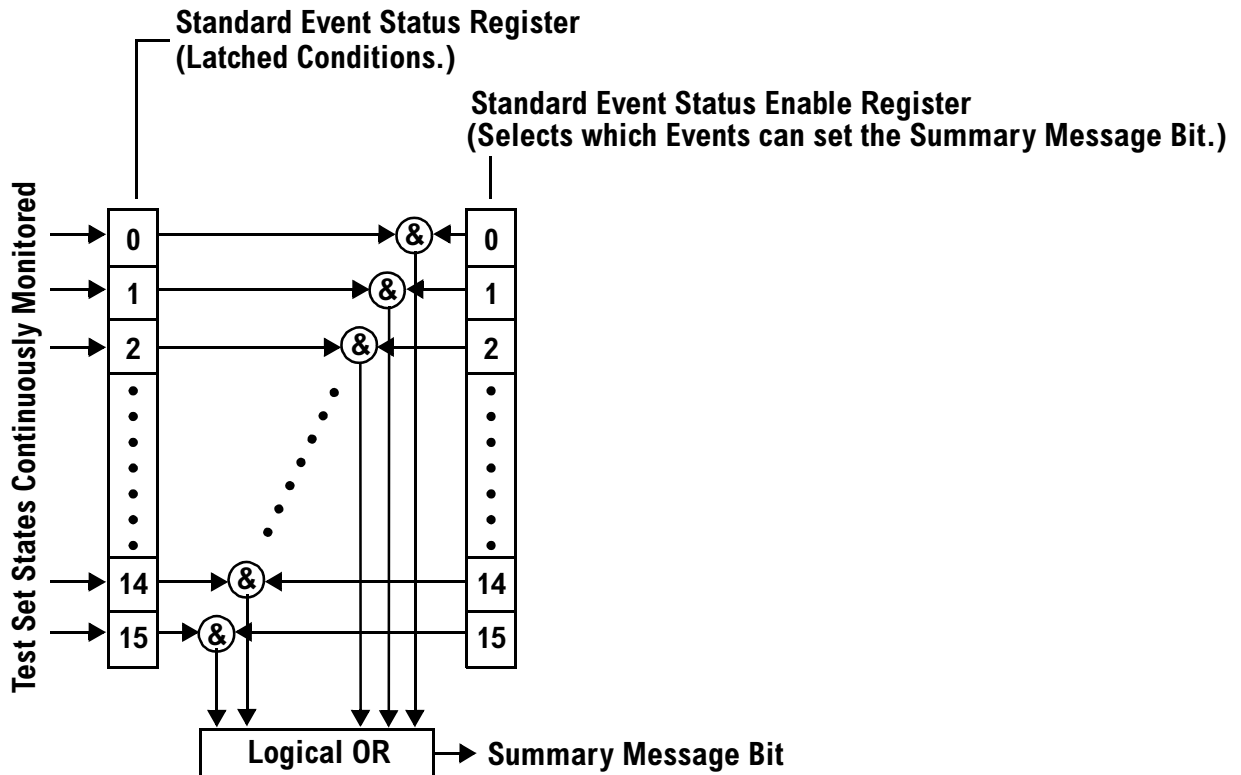 Standard Event Status Register
(Latched Conditions.)
Standard Event Status Enable Register
(Selects which Events can set the Summary Message Bit.)
Test Set States Continuously Monitored
0 & 0
1 & 1
2 & 2
14 & 14
15 & 15
Logical OR
Summary Message Bit